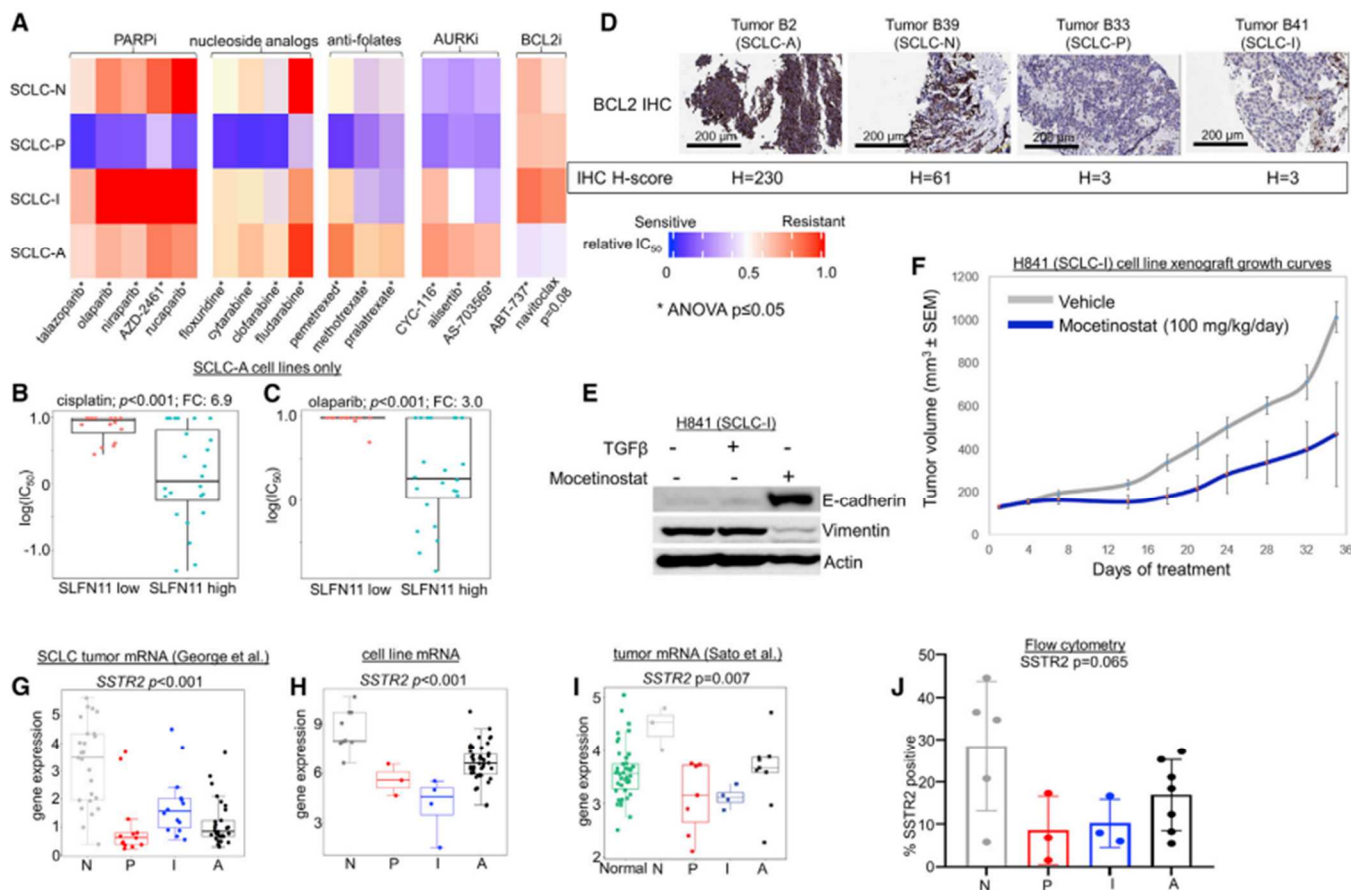 A
PARPi
nucleoside analogs
anti-folates
AURKi
BCL2i
SCLC-N
SCLC-P
SCLC-I
SCLC-A
talazoparib*
olaparib*
niraparib*
AZD-2461*
rucaparib*
floxuridine*
cytarabine*
clofarabine*
fludarabine*
pemetrexed*
methotrexate*
pralatrexate*
CYC-116*
alisertib*
AS-703569*
ABT-737*
navitoclax
p=0.08
Sensitive
Resistant
relative IC50
0
0.5
1.0
* ANOVA p≤0.05
D
Tumor B2
(SCLC-A)
Tumor B39
(SCLC-N)
Tumor B33
(SCLC-P)
Tumor B41
(SCLC-I)
BCL2 IHC
200 µm
200 µm
200 µm
200 µm
IHC H-score
H=230
H=61
H=3
H=3
SCLC-A cell lines only
B
cisplatin; p<0.001; FC: 6.9
log(IC50)
1.0
0
-1.0
SLFN11 low
SLFN11 high
C
olaparib; p<0.001; FC: 3.0
log(IC50)
1.0
0
-1.0
SLFN11 low
SLFN11 high
E
H841 (SCLC-I)
TGFβ
-
+
-
Mocetinostat
-
-
+
E-cadherin
Vimentin
Actin
F
H841 (SCLC-I) cell line xenograft growth curves
Vehicle
Mocetinostat (100 mg/kg/day)
Tumor volume (mm3 ± SEM)
1200
1000
800
600
400
200
0
0 4 8 12 16 20 24 28 32 36
Days of treatment
G
SCLC tumor mRNA (George et al.)
SSTR2 p<0.001
gene expression
5
4
3
2
1
0
N P I A
H
cell line mRNA
SSTR2 p<0.001
gene expression
9
6
3
N P I A
I
tumor mRNA (Sato et al.)
SSTR2 p=0.007
gene expression
5
4
3
2
Normal N P I A
J
Flow cytometry
SSTR2 p=0.065
% SSTR2 positive
50
40
30
20
10
0
N P I A